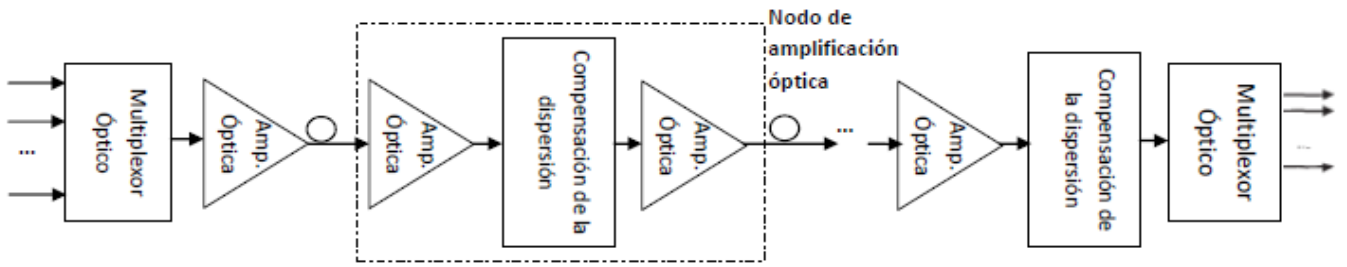 ...
Multiplexor
Óptico
Amp.
Óptica
Amp.
Óptica
Compensación de la
dispersión
Amp.
Óptica
Nodo de
amplificación
óptica
...
Amp.
Óptica
Compensación de
la dispersión
Multiplexor
Óptico
...